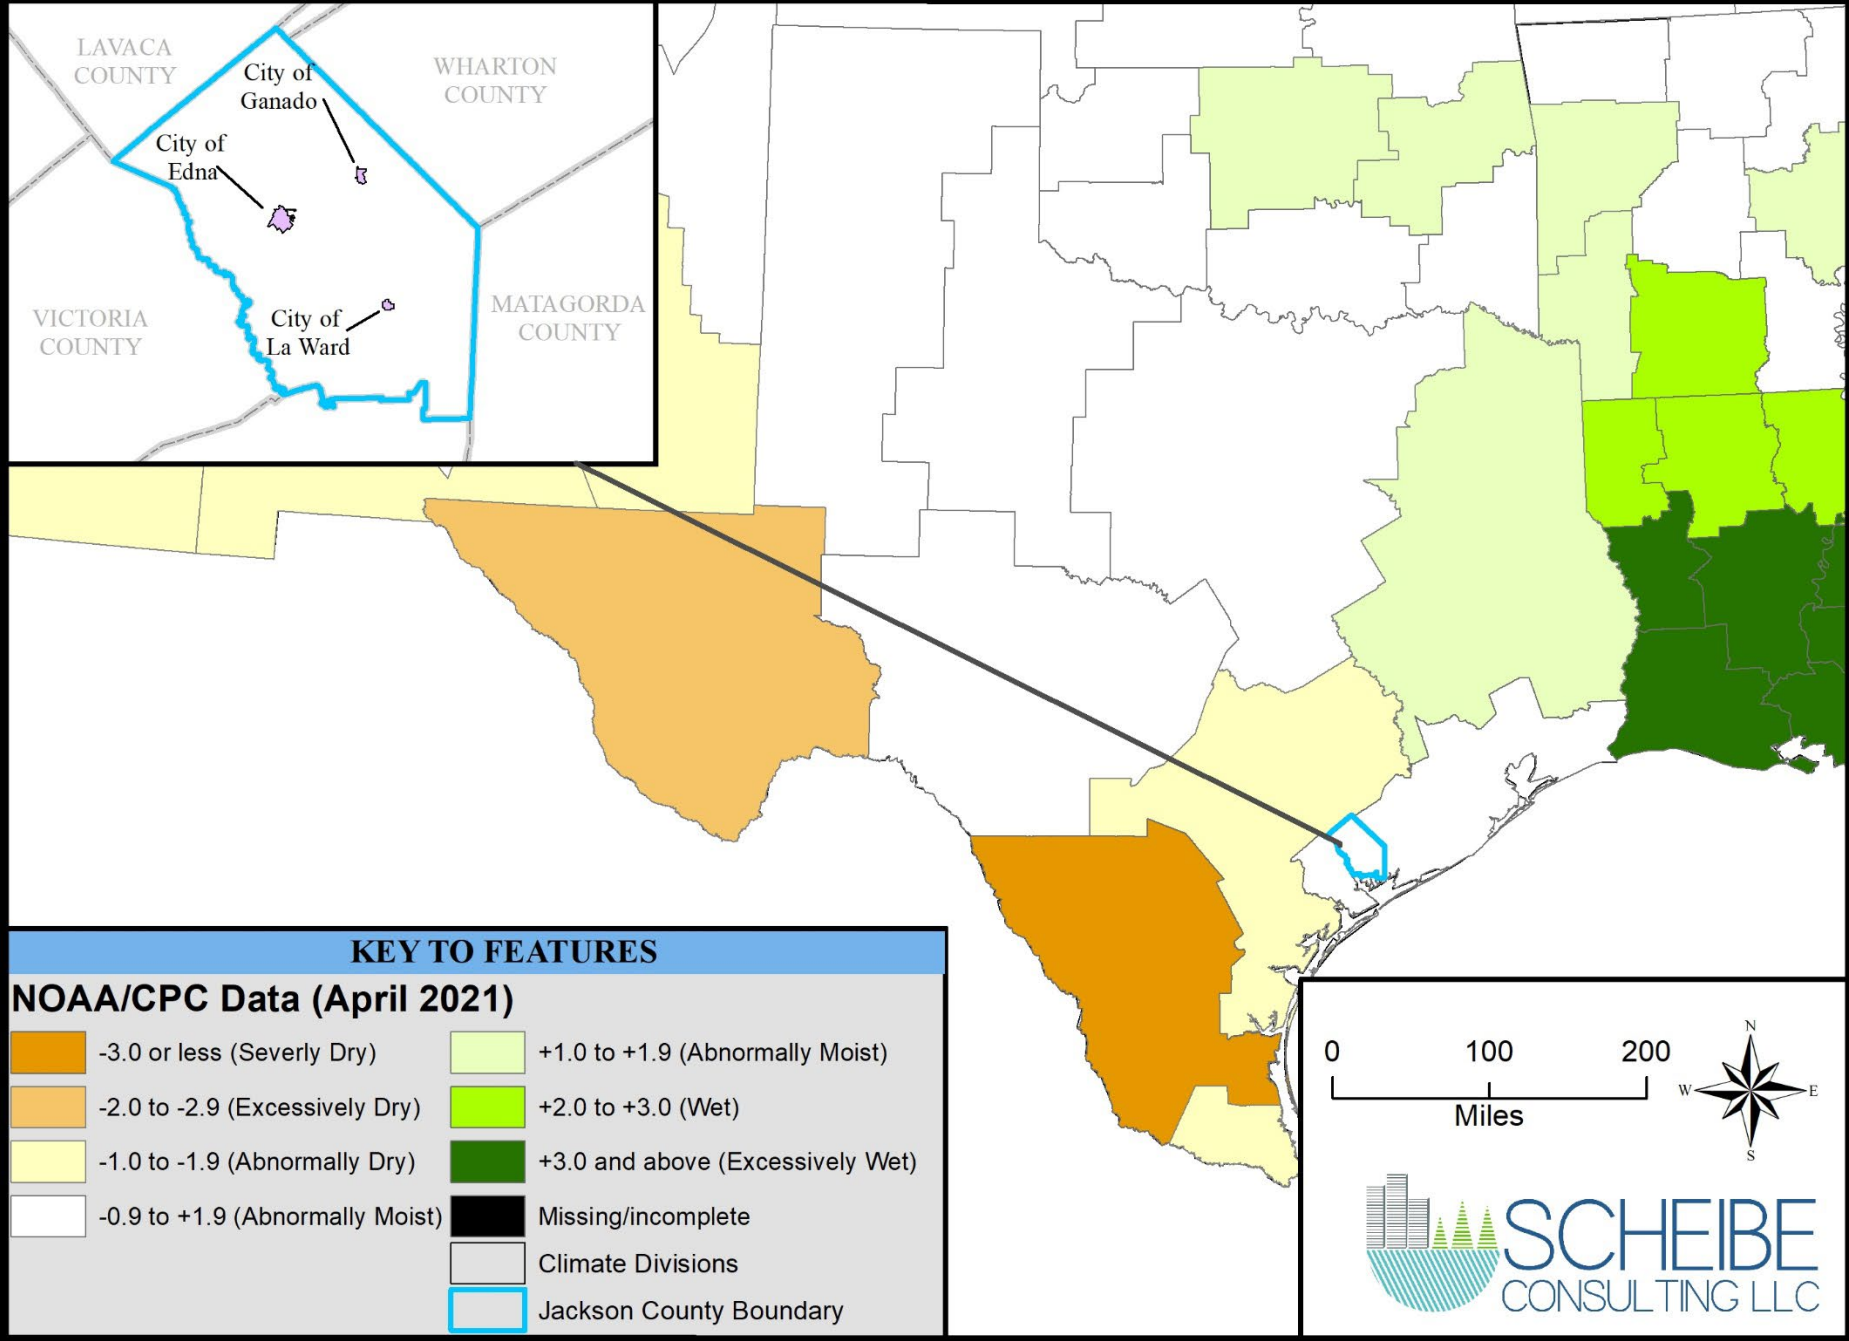 LAVACA
COUNTY
City of
Ganado
WHARTON
COUNTY
City of
Edna
VICTORIA
COUNTY
City of
La Ward
MATAGORDA
COUNTY
KEY TO FEATURES
NOAA/CPC Data (April 2021)
-3.0 or less (Severly Dry)
-2.0 to -2.9 (Excessively Dry)
-1.0 to -1.9 (Abnormally Dry)
-0.9 to +1.9 (Abnormally Moist)
+1.0 to +1.9 (Abnormally Moist)
+2.0 to +3.0 (Wet)
+3.0 and above (Excessively Wet)
Missing/incomplete
Climate Divisions
Jackson County Boundary
0 100 200
Miles
N
W E
S
SCHEIBE
CONSULTING LLC